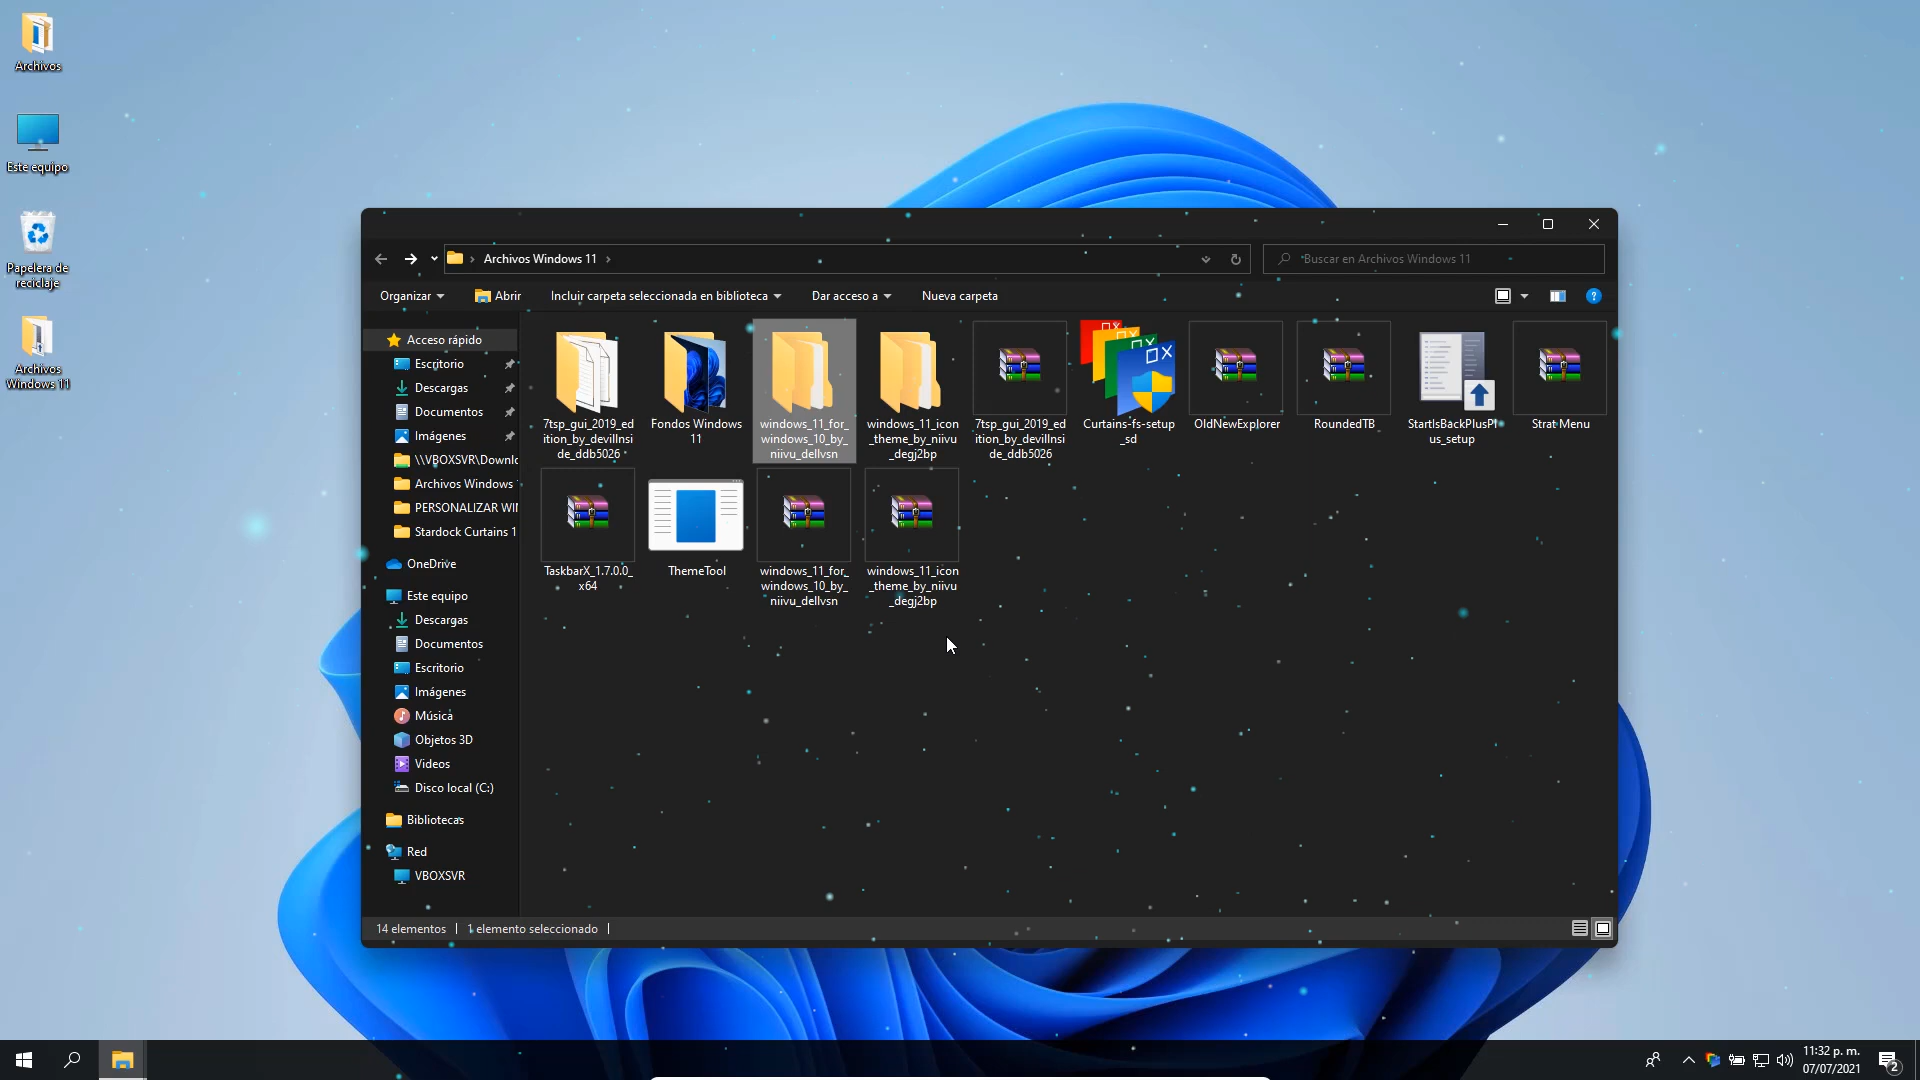 Archivos
Este equipo
Papelera de
reciclaje
Archivos
Windows 11
Archivos Windows 11
Buscar en Archivos Windows 11
Organizar
Abrir
Incluir carpeta seleccionada en biblioteca
Dar acceso a
Nueva carpeta
Acceso rápido
Escritorio
Descargas
Documentos
Imágenes
\\VBOXSVR\Downlo
Archivos Windows
PERSONALIZAR WIN
Stardock Curtains 1
OneDrive
Este equipo
Descargas
Documentos
Escritorio
Imágenes
Música
Objetos 3D
Videos
Disco local (C:)
Bibliotecas
Red
VBOXSVR
7tsp_gui_2019_ed
ition_by_devillnsi
de_ddb5026
Fondos Windows
11
windows_11_for_
windows_10_by_
niivu_dellvsn
windows_11_icon
_theme_by_niivu
_degj2bp
7tsp_gui_2019_ed
ition_by_devillnsi
de_ddb5026
Curtains-fs-setup
_sd
OldNewExplorer
RoundedTB
StartIsBackPlusPl
us_setup
Strat Menu
TaskbarX_1.7.0.0_
x64
ThemeTool
windows_11_for_
windows_10_by_
niivu_dellvsn
windows_11_icon
_theme_by_niivu
_degj2bp
14 elementos
1 elemento seleccionado
11:32 p. m.
07/07/2021
2